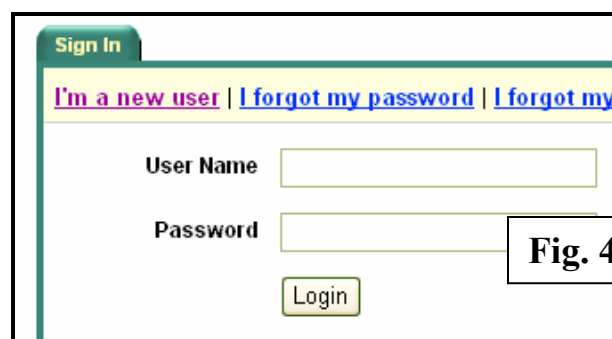 Sign In
I'm a new user | I forgot my password | I forgot my
User Name
Password
Fig. 4
Login